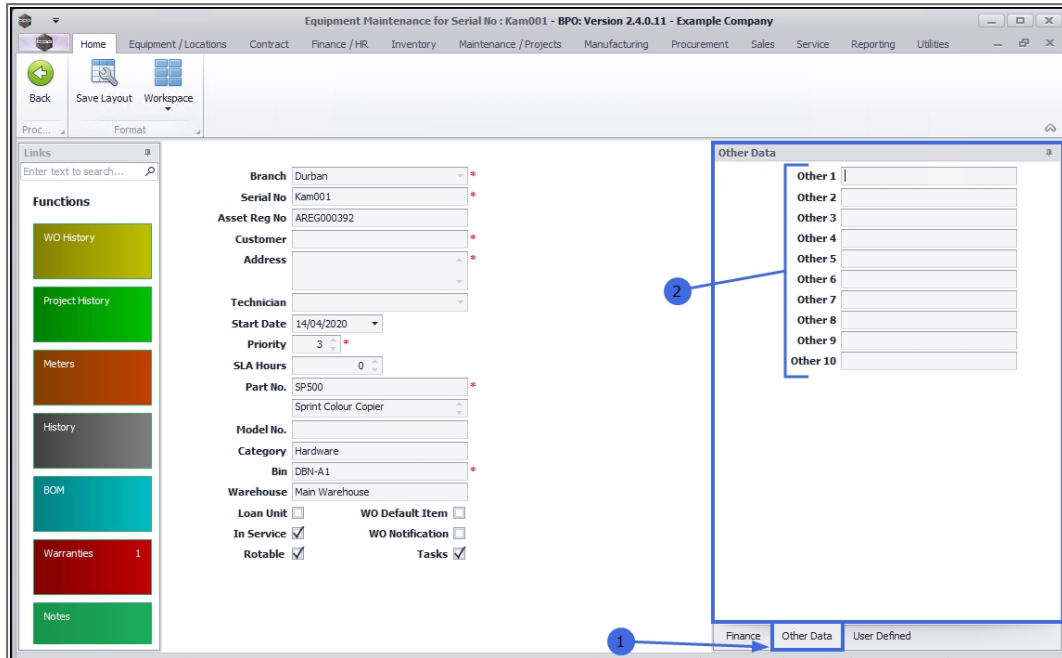 Equipment Maintenance for Serial No : Kam001 - BPO: Version 2.4.0.11 - Example Company
Home Equipment / Locations Contract Finance / HR Inventory Maintenance / Projects Manufacturing Procurement Sales Service Reporting Utilities
Back Save Layout Workspace
Proc... Format
Links
Enter text to search...
Functions
WO History
Project History
Meters
History
BOM
Warranties 1
Notes
Branch Durban *
Serial No Kam001 *
Asset Reg No AREG000392
Customer *
Address *
Technician
Start Date 14/04/2020
Priority 3 *
SLA Hours 0
Part No. SP500 *
Sprint Colour Copier
Model No.
Category Hardware
Bin DBN-A1 *
Warehouse Main Warehouse
Loan Unit WO Default Item
In Service WO Notification
Rotable Tasks
Other Data
Other 1
Other 2
Other 3
Other 4
Other 5
Other 6
Other 7
Other 8
Other 9
Other 10
2
1
Finance Other Data User Defined